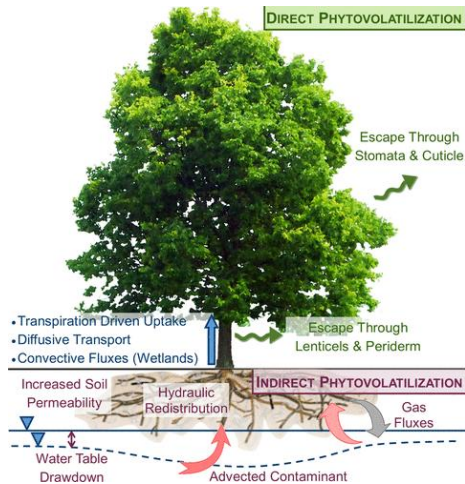 DIRECT PHYTOVOLATILIZATION
Escape Through
Stomata & Cuticle
•Transpiration Driven Uptake
•Diffusive Transport
•Convective Fluxes (Wetlands)
Escape Through
Lenticels & Periderm
INDIRECT PHYTOVOLATILIZATION
Increased Soil
Permeability
Hydraulic
Redistribution
Gas
Fluxes
Water Table
Drawdown
Advected Contaminant